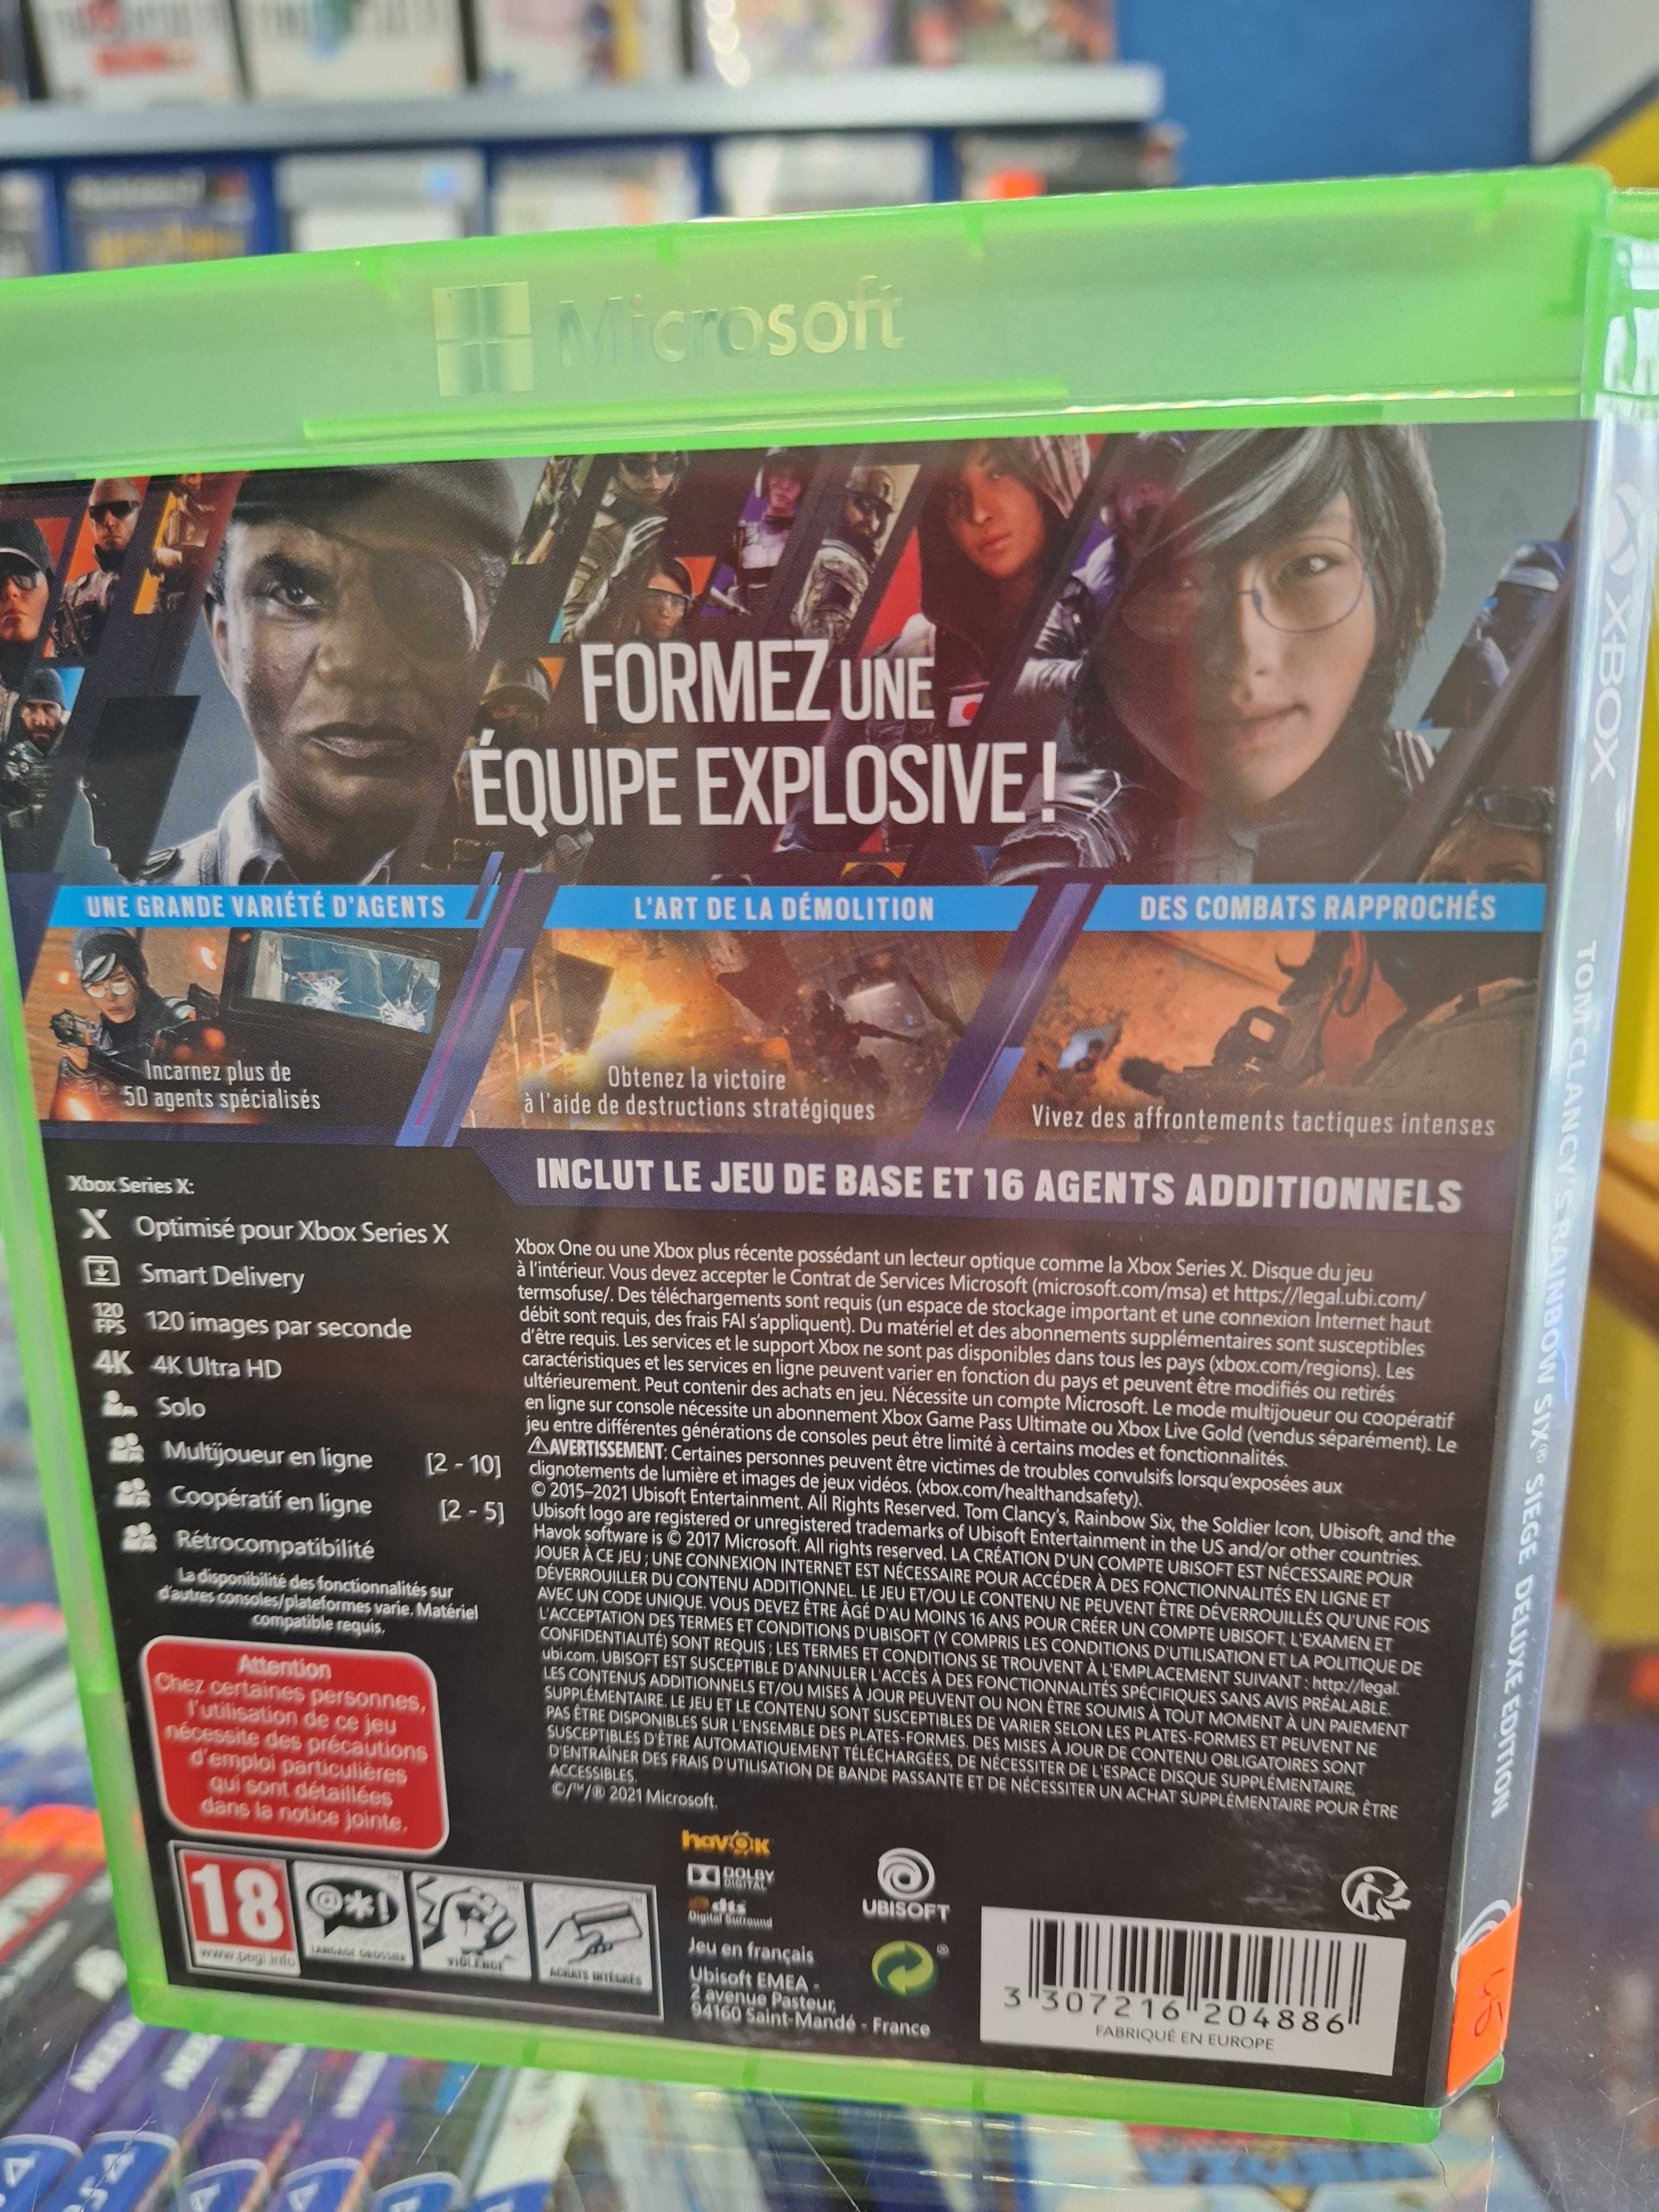 Microsoft
FORMEZ UNE
ÉQUIPE EXPLOSIVE !
UNE GRANDE VARIÉTÉ D'AGENTS
L'ART DE LA DÉMOLITION
DES COMBATS RAPPROCHÉS
Incarnez plus de
50 agents spécialisés
Obtenez la victoire
à l'aide de destructions stratégiques
Vivez des affrontements tactiques intenses
INCLUT LE JEU DE BASE ET 16 AGENTS ADDITIONNELS
Xbox Series X:
X Optimisé pour Xbox Series X
Smart Delivery
120 FPS 120 images par seconde
4K 4K Ultra HD
Solo
Multijoueur en ligne [2 - 10]
Coopératif en ligne [2 - 5]
Rétrocompatibilité
La disponibilité des fonctionnalités sur
d'autres consoles/plateformes varie. Matériel
compatible requis.
Attention
Chez certaines personnes,
l'utilisation de ce jeu
nécessite des précautions
d'emploi particulières
qui sont détaillées
dans la notice jointe.
Xbox One ou une Xbox plus récente possédant un lecteur optique comme la Xbox Series X. Disque du jeu
à l'intérieur. Vous devez accepter le Contrat de Services Microsoft (microsoft.com/msa) et https://legal.ubi.com/
termsofuse/. Des téléchargements sont requis (un espace de stockage important et une connexion Internet haut
débit sont requis, des frais FAI s'appliquent). Du matériel et des abonnements supplémentaires sont susceptibles
d'être requis. Les services et le support Xbox ne sont pas disponibles dans tous les pays (xbox.com/regions). Les
caractéristiques et les services en ligne peuvent varier en fonction du pays et peuvent être modifiés ou retirés
ultérieurement. Peut contenir des achats en jeu. Nécessite un compte Microsoft. Le mode multijoueur ou coopératif
en ligne sur console nécessite un abonnement Xbox Game Pass Ultimate ou Xbox Live Gold (vendus séparément). Le
jeu entre différentes générations de consoles peut être limité à certains modes et fonctionnalités.
⚠AVERTISSEMENT: Certaines personnes peuvent être victimes de troubles convulsifs lorsqu'exposées aux
clignotements de lumière et images de jeux vidéos. (xbox.com/healthandsafety).
© 2015–2021 Ubisoft Entertainment. All Rights Reserved. Tom Clancy's, Rainbow Six, the Soldier Icon, Ubisoft, and the
Ubisoft logo are registered or unregistered trademarks of Ubisoft Entertainment in the US and/or other countries.
Havok software is © 2017 Microsoft. All rights reserved. LA CRÉATION D'UN COMPTE UBISOFT EST NÉCESSAIRE POUR
JOUER À CE JEU ; UNE CONNEXION INTERNET EST NÉCESSAIRE POUR ACCÉDER À DES FONCTIONNALITÉS EN LIGNE ET
DÉVERROUILLER DU CONTENU ADDITIONNEL. LE JEU ET/OU LE CONTENU NE PEUVENT ÊTRE DÉVERROUILLÉS QU'UNE FOIS
AVEC UN CODE UNIQUE. VOUS DEVEZ ÊTRE ÂGÉ D'AU MOINS 16 ANS POUR CRÉER UN COMPTE UBISOFT. L'EXAMEN ET
L'ACCEPTATION DES TERMES ET CONDITIONS D'UBISOFT (Y COMPRIS LES CONDITIONS D'UTILISATION ET LA POLITIQUE DE
CONFIDENTIALITÉ) SONT REQUIS ; LES TERMES ET CONDITIONS SE TROUVENT À L'EMPLACEMENT SUIVANT : http://legal.
ubi.com. UBISOFT EST SUSCEPTIBLE D'ANNULER L'ACCÈS À DES FONCTIONNALITÉS SPÉCIFIQUES SANS AVIS PRÉALABLE.
LES CONTENUS ADDITIONNELS ET/OU MISES À JOUR PEUVENT OU NON ÊTRE SOUMIS À TOUT MOMENT À UN PAIEMENT
SUPPLÉMENTAIRE. LE JEU ET LE CONTENU SONT SUSCEPTIBLES DE VARIER SELON LES PLATES-FORMES ET PEUVENT NE
PAS ÊTRE DISPONIBLES SUR L'ENSEMBLE DES PLATES-FORMES. DES MISES À JOUR DE CONTENU OBLIGATOIRES SONT
SUSCEPTIBLES D'ÊTRE AUTOMATIQUEMENT TÉLÉCHARGÉES, DE NÉCESSITER DE L'ESPACE DISQUE SUPPLÉMENTAIRE,
D'ENTRAÎNER DES FRAIS D'UTILISATION DE BANDE PASSANTE ET DE NÉCESSITER UN ACHAT SUPPLÉMENTAIRE POUR ÊTRE
ACCESSIBLES.
©/™/® 2021 Microsoft.
18
www.pegi.info
@*!
LANGAGE GROSSIER
VIOLENCE
ACHATS INTÉGRÉS
havok
DOLBY
DIGITAL
dts
Digital Surround
Jeu en français
Ubisoft EMEA -
2 avenue Pasteur,
94160 Saint-Mandé - France
UBISOFT
®
3 307216 204886
FABRIQUÉ EN EUROPE
XBOX
TOM CLANCY'S RAINBOW SIX® SIEGE DELUXE EDITION
45